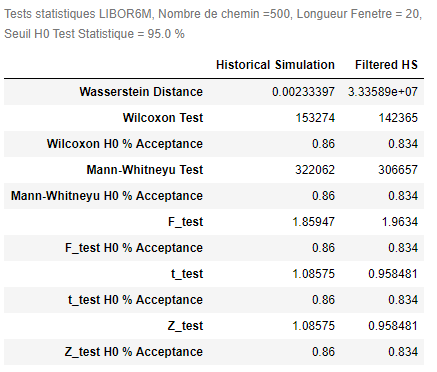 Tests statistiques LIBOR6M, Nombre de chemin =500, Longueur Fenetre = 20,
Seuil H0 Test Statistique = 95.0 %
Historical Simulation Filtered HS
Wasserstein Distance 0.00233397 3.33589e+07
Wilcoxon Test 153274 142365
Wilcoxon H0 % Acceptance 0.86 0.834
Mann-Whitneyu Test 322062 306657
Mann-Whitneyu H0 % Acceptance 0.86 0.834
F_test 1.85947 1.9634
F_test H0 % Acceptance 0.86 0.834
t_test 1.08575 0.958481
t_test H0 % Acceptance 0.86 0.834
Z_test 1.08575 0.958481
Z_test H0 % Acceptance 0.86 0.834